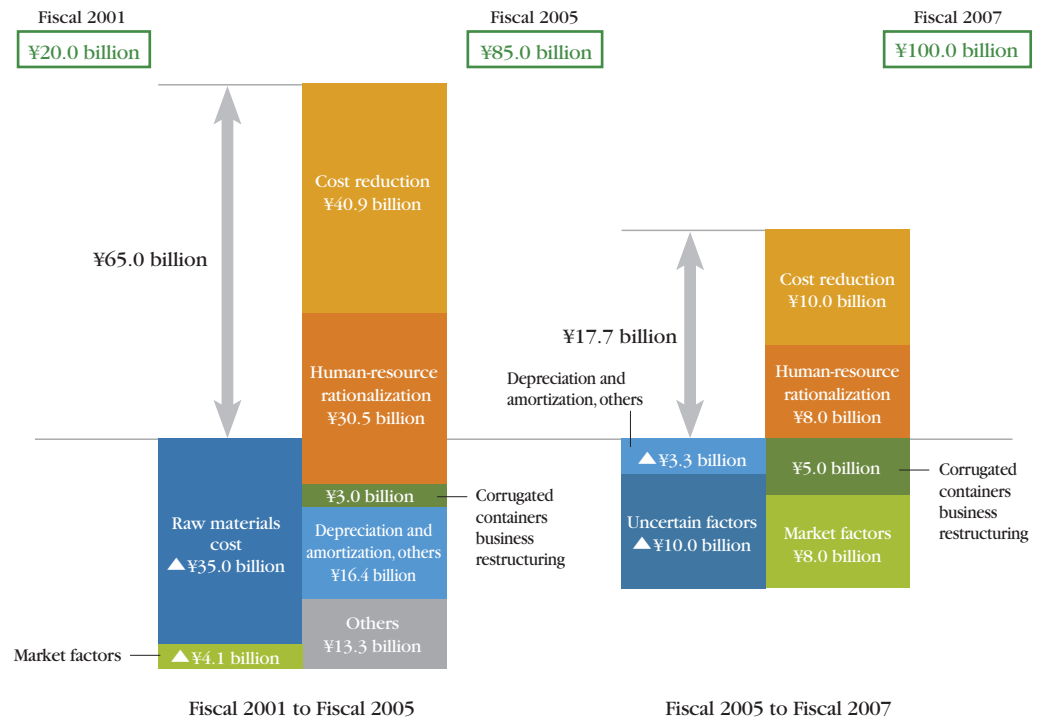 Fiscal 2001
¥20.0 billion
Fiscal 2005
¥85.0 billion
Fiscal 2007
¥100.0 billion
¥65.0 billion
Cost reduction
¥40.9 billion
Human-resource
rationalization
¥30.5 billion
¥3.0 billion
Corrugated
containers
business
restructuring
Depreciation and
amortization, others
¥16.4 billion
Others
¥13.3 billion
Raw materials
cost
▲¥35.0 billion
Market factors
▲¥4.1 billion
Fiscal 2001 to Fiscal 2005
¥17.7 billion
Cost reduction
¥10.0 billion
Human-resource
rationalization
¥8.0 billion
Depreciation and
amortization, others
▲¥3.3 billion
¥5.0 billion
Corrugated
containers
business
restructuring
Uncertain factors
▲¥10.0 billion
Market factors
¥8.0 billion
Fiscal 2005 to Fiscal 2007